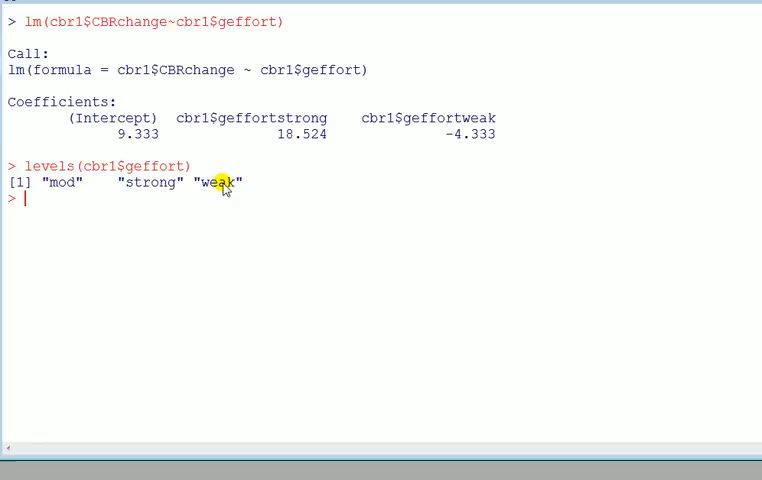 > lm(cbr1$CBRchange~cbr1$geffort)
Call:
lm(formula = cbr1$CBRchange ~ cbr1$geffort)
Coefficients:
(Intercept)  cbr1$geffortstrong    cbr1$geffortweak
9.333              18.524              -4.333
> levels(cbr1$geffort)
[1] "mod"    "strong" "weak"
>